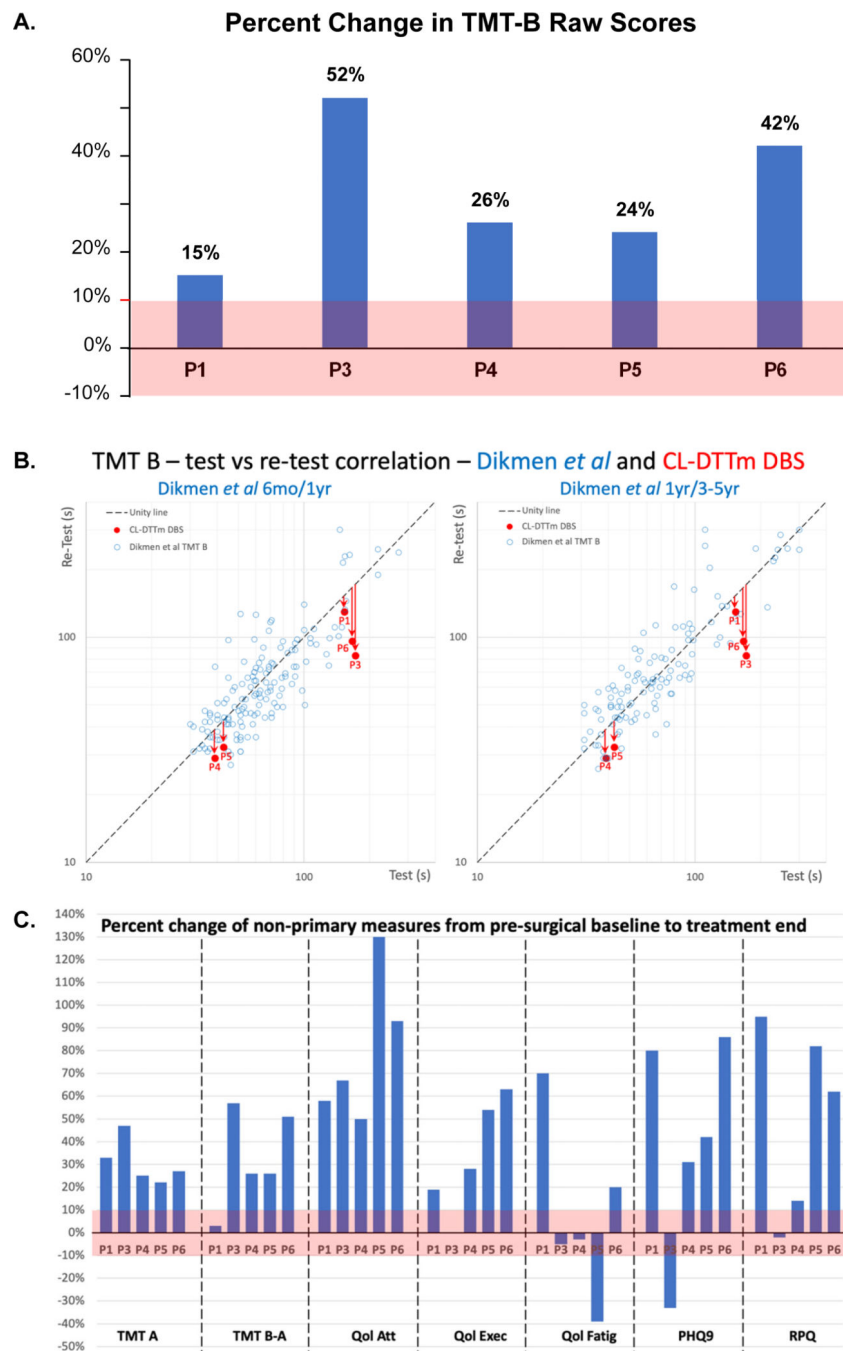 A.
Percent Change in TMT-B Raw Scores
60%
52%
42%
40%
26%
24%
20%
15%
10%
0%
P1 P3 P4 P5 P6
-10%
B.
TMT B – test vs re-test correlation – Dikmen et al and CL-DTTm DBS
Dikmen et al 6mo/1yr
Re-Test (s)
Unity line
CL-DTTm DBS
Dikmen et al TMT B
100
P1
P6
P3
P5
P4
10
10 100 Test (s)
Dikmen et al 1yr/3-5yr
Re-Test (s)
Unity line
CL-DTTm DBS
Dikmen et al TMT B
100
P1
P6
P3
P5
P4
10
10 100 Test (s)
C.
Percent change of non-primary measures from pre-surgical baseline to treatment end
140%
130%
120%
110%
100%
90%
80%
70%
60%
50%
40%
30%
20%
10%
0%
-10%
-20%
-30%
-40%
-50%
P1 P3 P4 P5 P6 P1 P3 P4 P5 P6 P1 P3 P4 P5 P6 P1 P3 P4 P5 P6 P1 P3 P4 P5 P6 P1 P3 P4 P5 P6 P1 P3 P4 P5 P6
TMT A TMT B-A Qol Att Qol Exec Qol Fatig PHQ9 RPQ